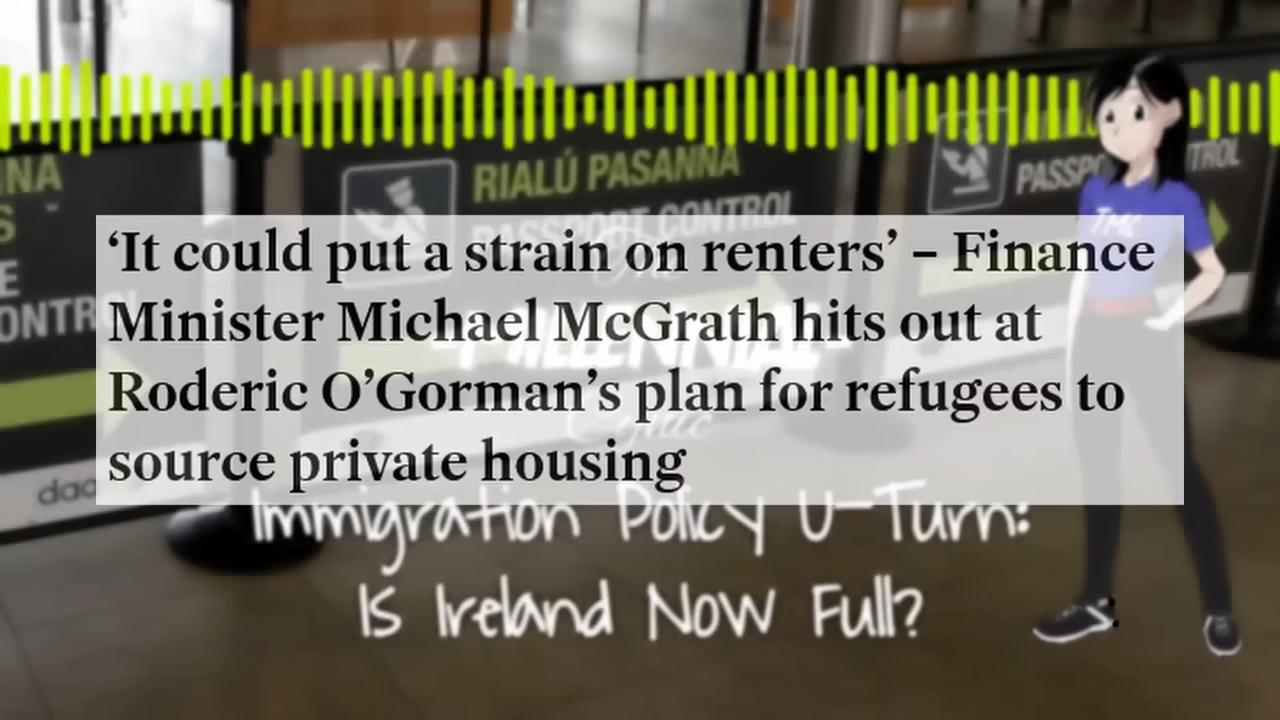 RIALÚ PASANNA
PASSPORT CONTROL
‘It could put a strain on renters’ – Finance
Minister Michael McGrath hits out at
Roderic O’Gorman’s plan for refugees to
source private housing
Immigration Policy U-Turn:
Is Ireland Now Full?
TMC